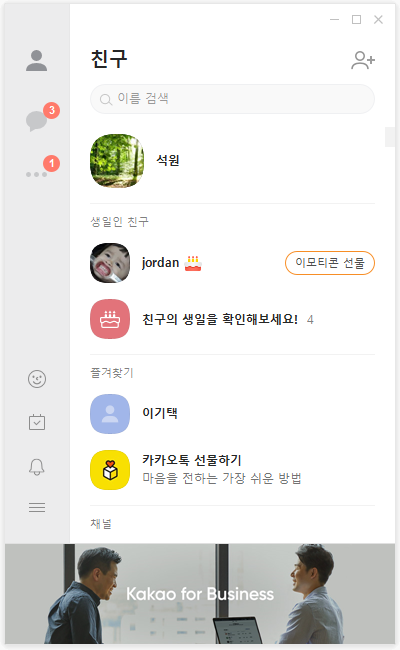 친구
이름 검색
3
석원
1
생일인 친구
jordan
이모티콘 선물
친구의 생일을 확인해보세요! 4
즐겨찾기
이기택
카카오톡 선물하기
마음을 전하는 가장 쉬운 방법
채널
Kakao for Business